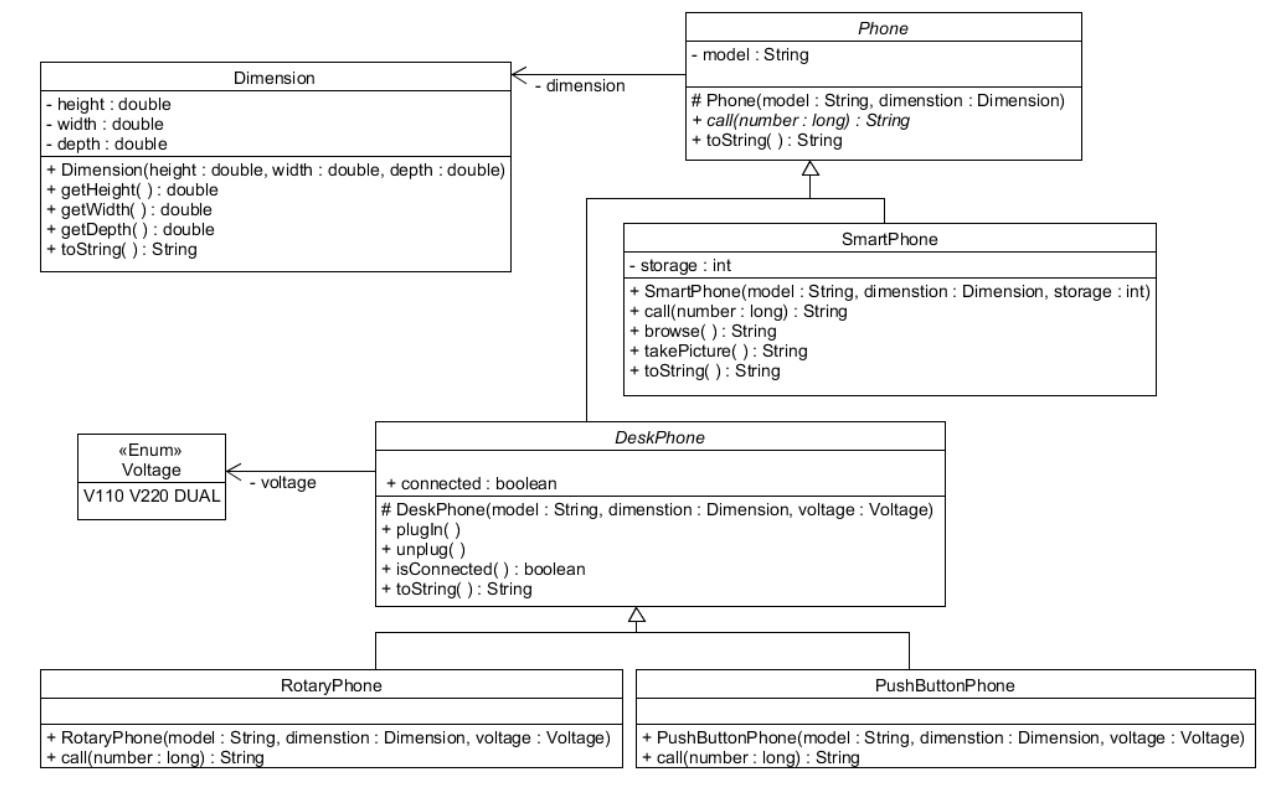 Phone
- model : String
# Phone(model : String, dimenstion : Dimension)
+ call(number : long) : String
+ toString( ) : String
- dimension
Dimension
- height : double
- width : double
- depth : double
+ Dimension(height : double, width : double, depth : double)
+ getHeight( ) : double
+ getWidth( ) : double
+ getDepth( ) : double
+ toString( ) : String
SmartPhone
- storage : int
+ SmartPhone(model : String, dimenstion : Dimension, storage : int)
+ call(number : long) : String
+ browse( ) : String
+ takePicture( ) : String
+ toString( ) : String
«Enum»
Voltage
V110 V220 DUAL
- voltage
DeskPhone
+ connected : boolean
# DeskPhone(model : String, dimenstion : Dimension, voltage : Voltage)
+ plugIn( )
+ unplug( )
+ isConnected( ) : boolean
+ toString( ) : String
RotaryPhone
+ RotaryPhone(model : String, dimenstion : Dimension, voltage : Voltage)
+ call(number : long) : String
PushButtonPhone
+ PushButtonPhone(model : String, dimenstion : Dimension, voltage : Voltage)
+ call(number : long) : String